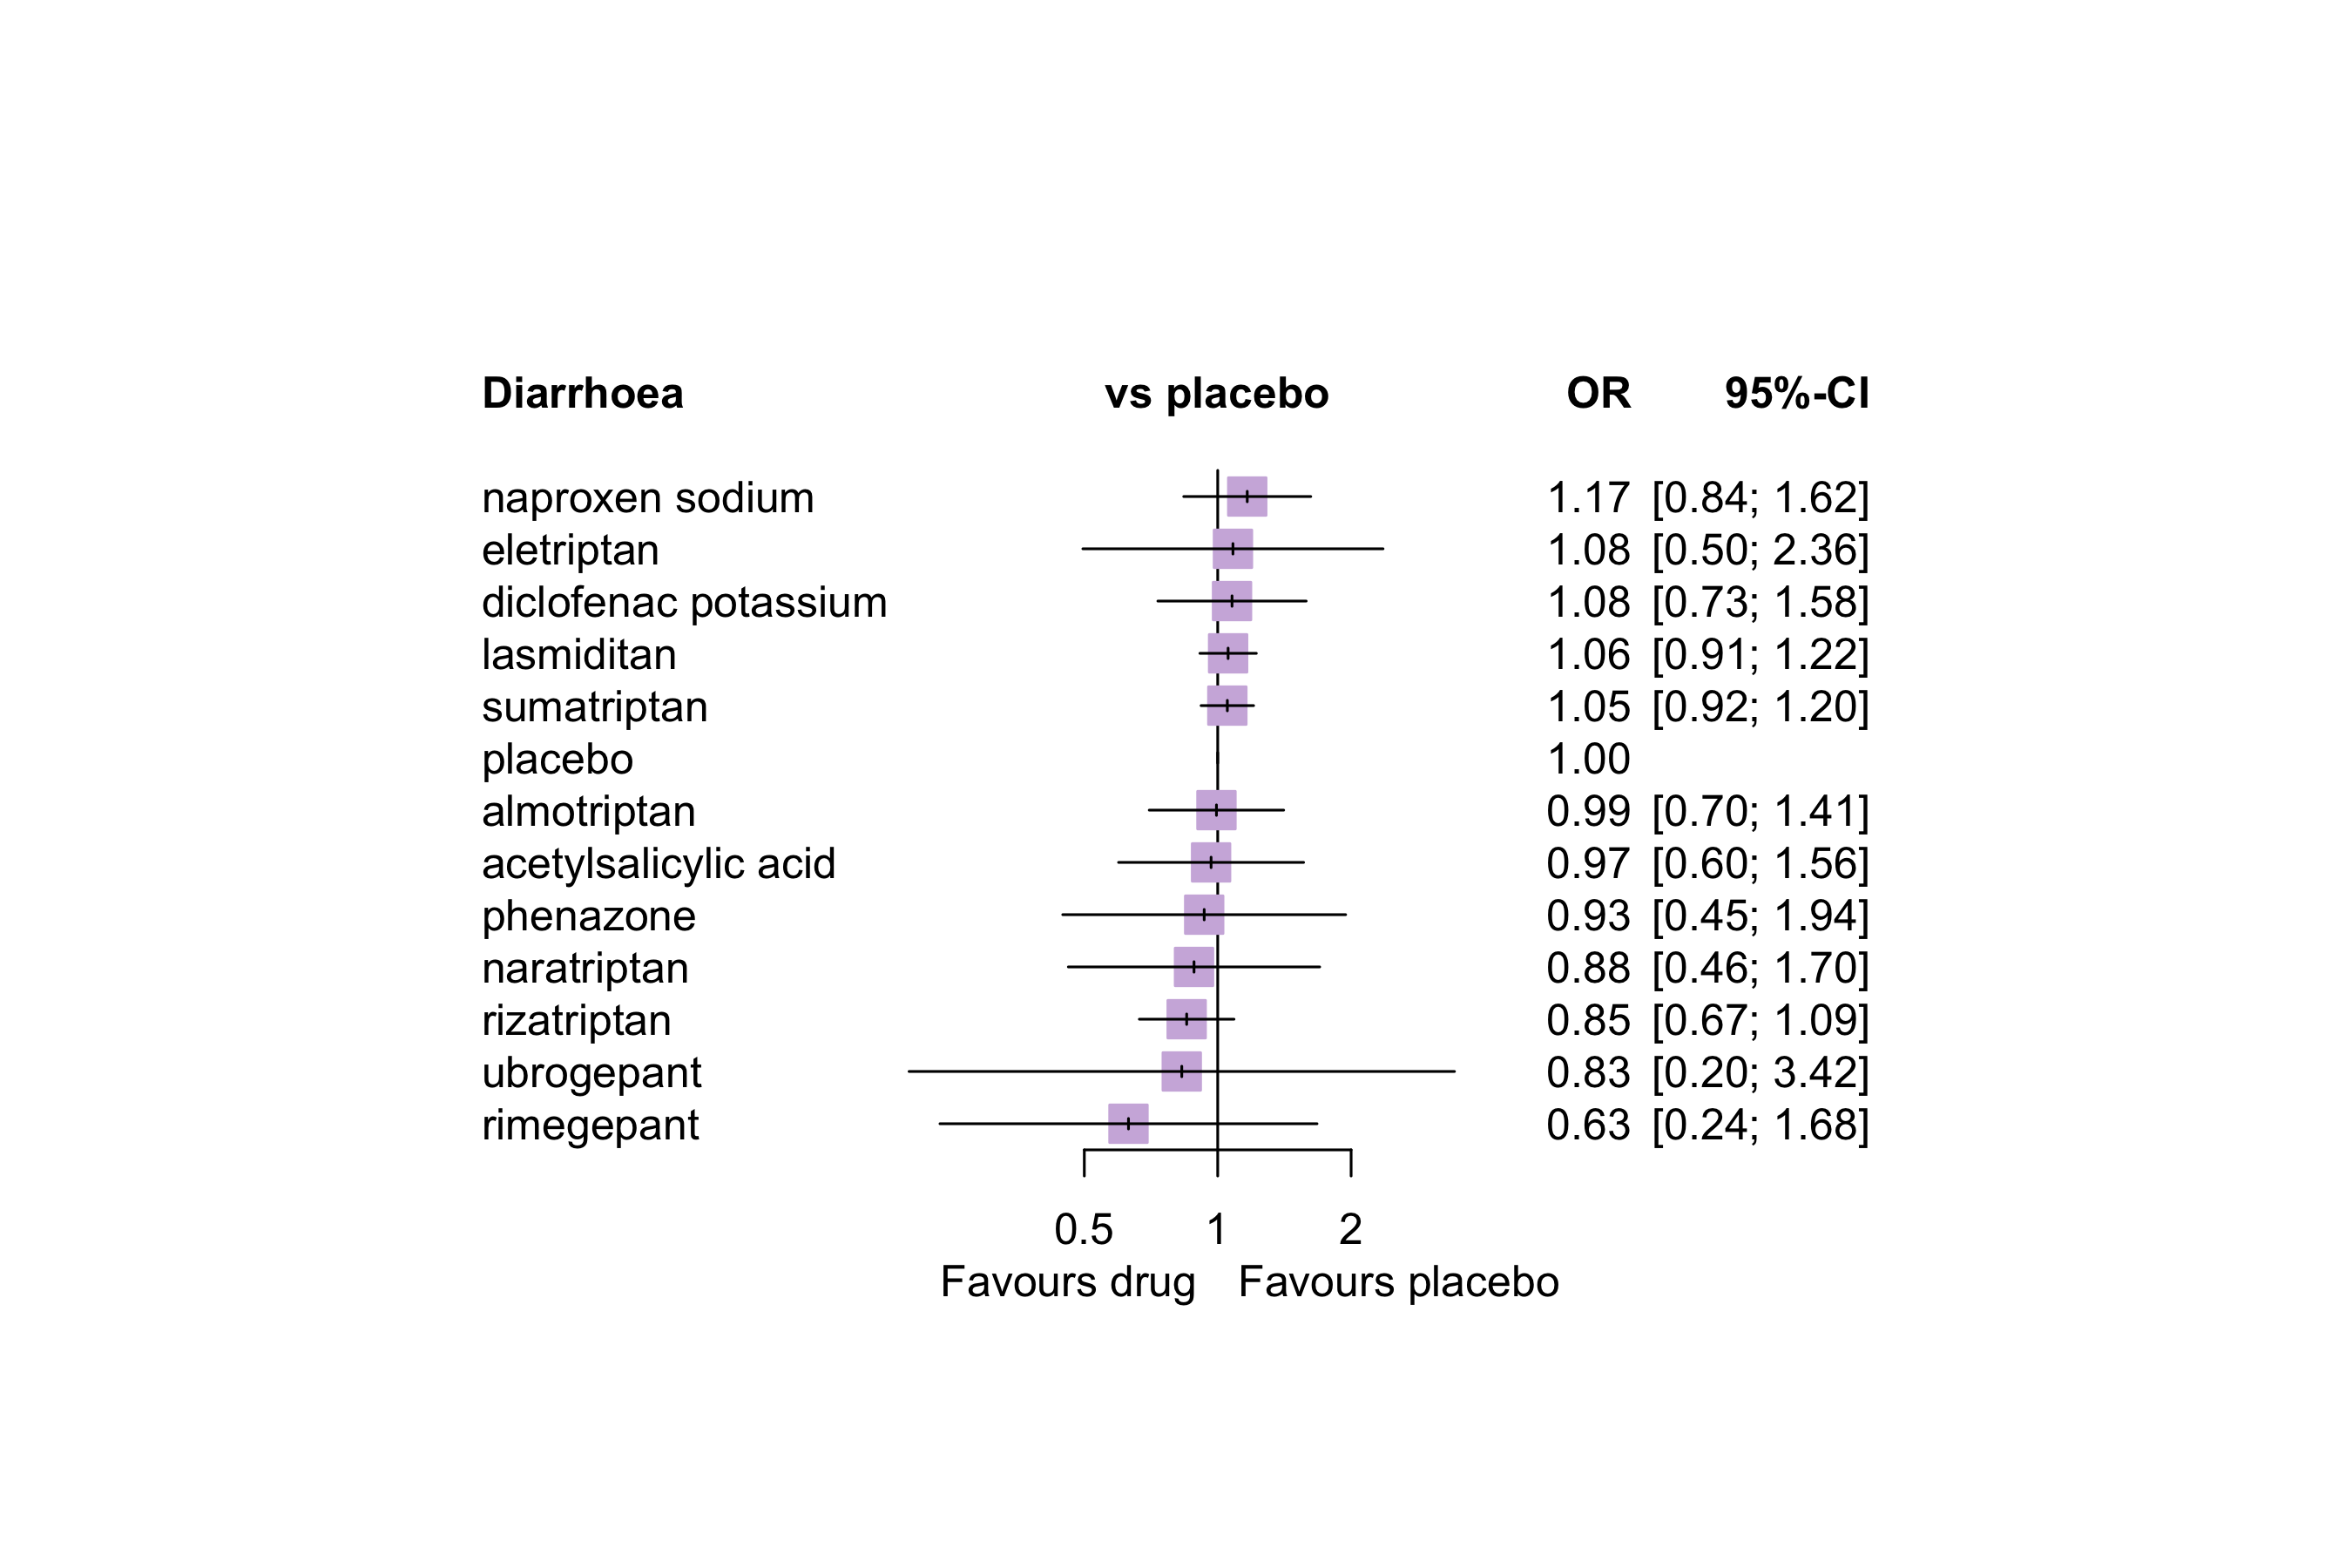 Diarrhoea vs placebo OR 95%-CI
naproxen sodium 1.17 [0.84; 1.62]
eletriptan 1.08 [0.50; 2.36]
diclofenac potassium 1.08 [0.73; 1.58]
lasmiditan 1.06 [0.91; 1.22]
sumatriptan 1.05 [0.92; 1.20]
placebo 1.00
almotriptan 0.99 [0.70; 1.41]
acetylsalicylic acid 0.97 [0.60; 1.56]
phenazone 0.93 [0.45; 1.94]
naratriptan 0.88 [0.46; 1.70]
rizatriptan 0.85 [0.67; 1.09]
ubrogepant 0.83 [0.20; 3.42]
rimegepant 0.63 [0.24; 1.68]
0.5 1 2
Favours drug Favours placebo